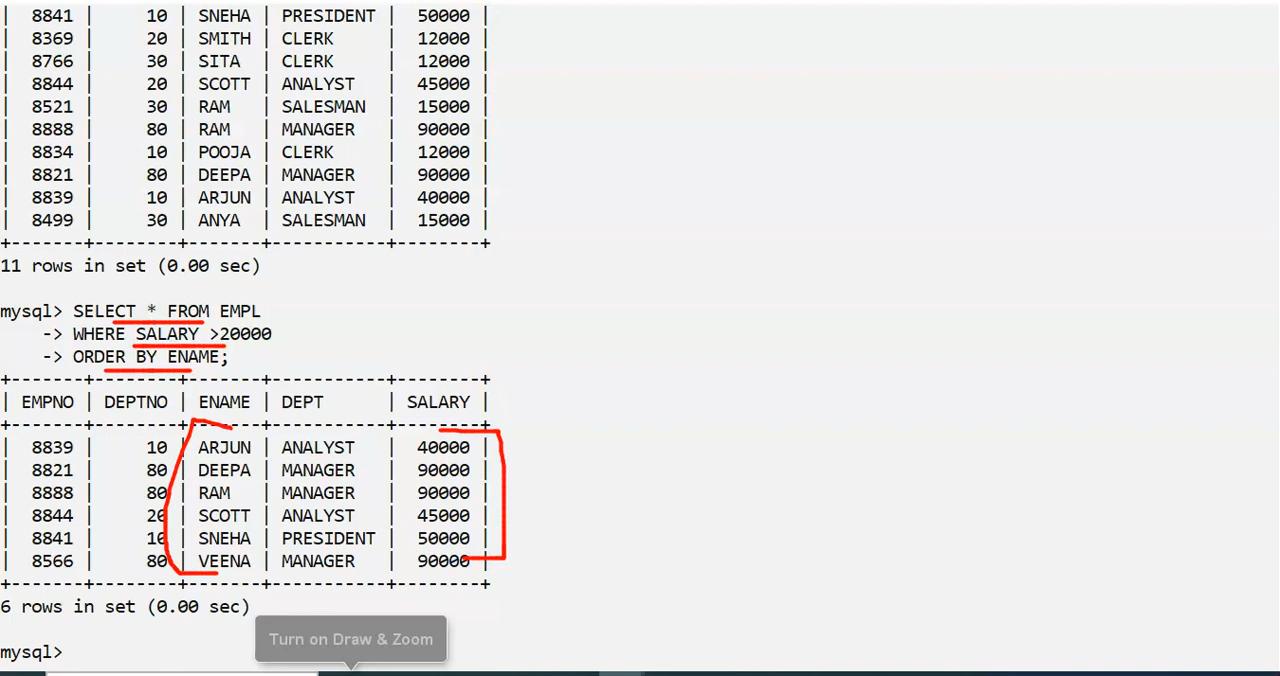 | 8841 | 10 | SNEHA | PRESIDENT | 50000 |
| 8369 | 20 | SMITH | CLERK | 12000 |
| 8766 | 30 | SITA | CLERK | 12000 |
| 8844 | 20 | SCOTT | ANALYST | 45000 |
| 8521 | 30 | RAM | SALESMAN | 15000 |
| 8888 | 80 | RAM | MANAGER | 90000 |
| 8834 | 10 | POOJA | CLERK | 12000 |
| 8821 | 80 | DEEPA | MANAGER | 90000 |
| 8839 | 10 | ARJUN | ANALYST | 40000 |
| 8499 | 30 | ANYA | SALESMAN | 15000 |
+-------+--------+-------+-----------+--------+
11 rows in set (0.00 sec)
mysql> SELECT * FROM EMPL
-> WHERE SALARY >20000
-> ORDER BY ENAME;
+-------+--------+-------+-----------+--------+
| EMPNO | DEPTNO | ENAME | DEPT | SALARY |
+-------+--------+-------+-----------+--------+
| 8839 | 10 | ARJUN | ANALYST | 40000 |
| 8821 | 80 | DEEPA | MANAGER | 90000 |
| 8888 | 80 | RAM | MANAGER | 90000 |
| 8844 | 20 | SCOTT | ANALYST | 45000 |
| 8841 | 10 | SNEHA | PRESIDENT | 50000 |
| 8566 | 80 | VEENA | MANAGER | 90000 |
+-------+--------+-------+-----------+--------+
6 rows in set (0.00 sec)
Turn on Draw & Zoom
mysql>